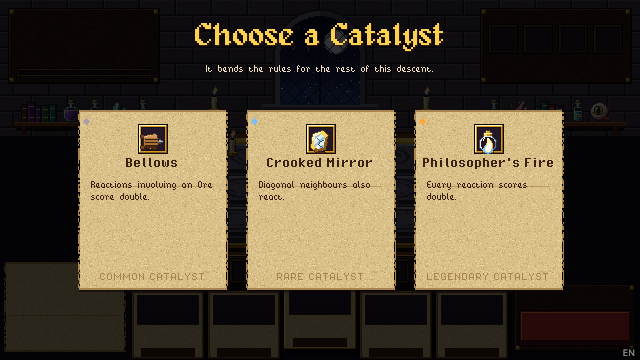 Choose a Catalyst
It bends the rules for the rest of this descent.
Bellows
Reactions involving an Ore
score double.
COMMON CATALYST
Crooked Mirror
Diagonal neighbours also
react.
RARE CATALYST
Philosopher's Fire
Every reaction scores
double.
LEGENDARY CATALYST
EN